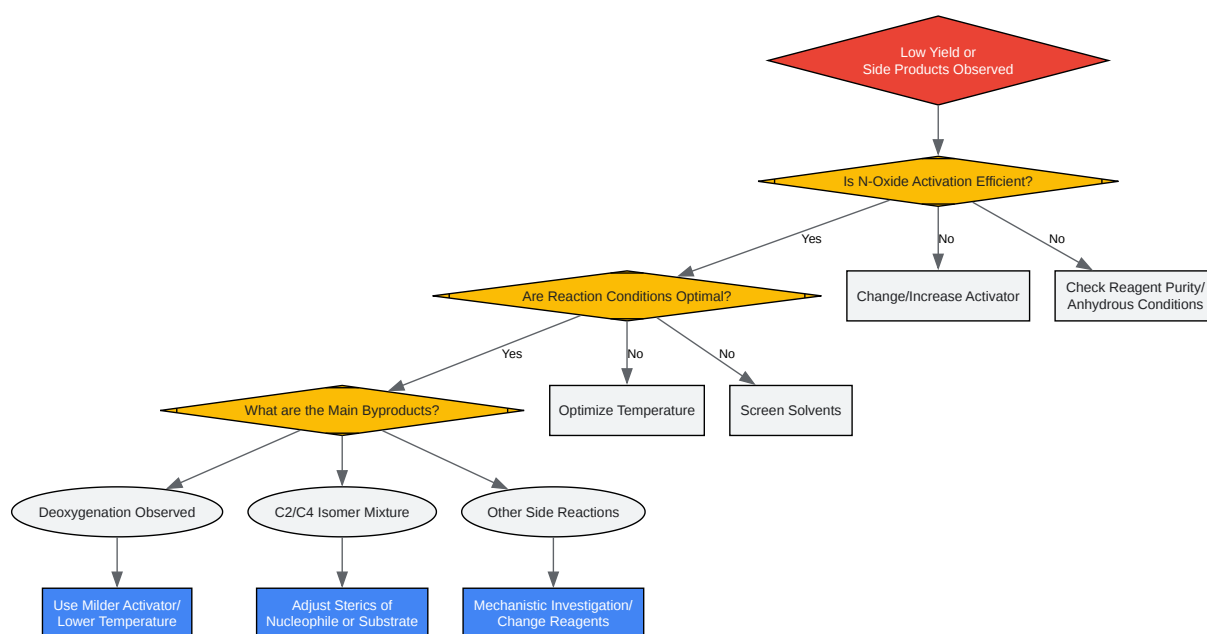 Low Yield or
Side Products Observed
Is N-Oxide Activation Efficient?
Yes
No
No
Are Reaction Conditions Optimal?
Change/Increase Activator
Check Reagent Purity/
Anhydrous Conditions
Yes
No
No
What are the Main Byproducts?
Optimize Temperature
Screen Solvents
Deoxygenation Observed
C2/C4 Isomer Mixture
Other Side Reactions
Use Milder Activator/
Lower Temperature
Adjust Sterics of
Nucleophile or Substrate
Mechanistic Investigation/
Change Reagents